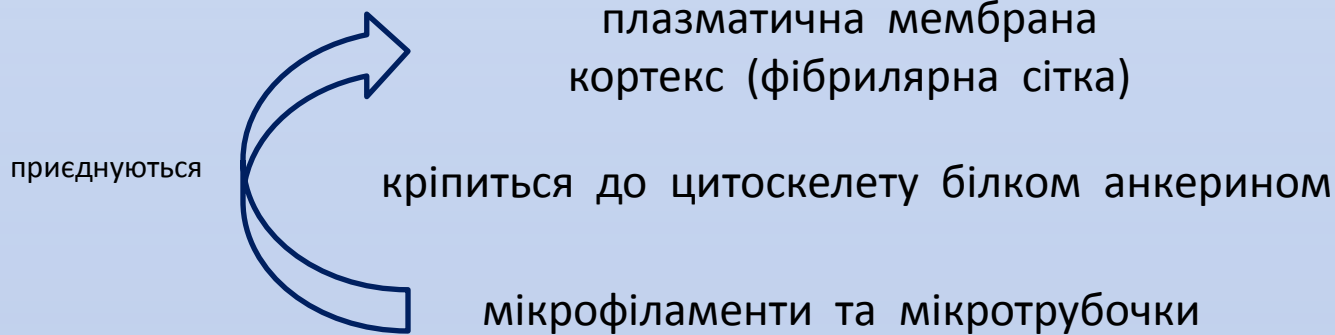 плазматична мембрана
кортекс (фібрилярна сітка)
приєднуються
кріпиться до цитоскелету білком анкерином
мікрофіламенти та мікротрубочки